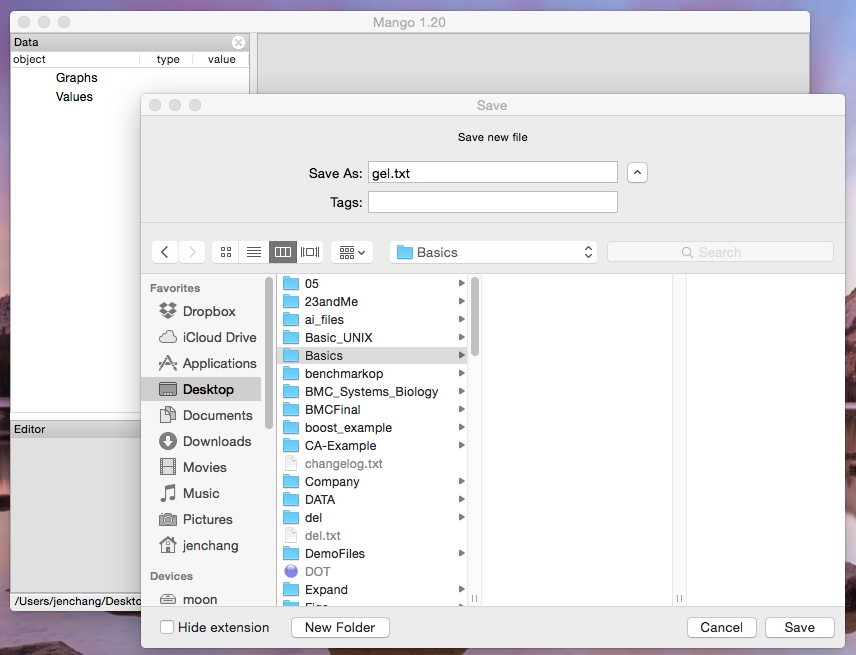 Mango 1.20
Data
object type value
Graphs
Values
Save
Save new file
Save As: gel.txt
Tags:
Basics
Search
Favorites
Dropbox
iCloud Drive
Applications
Desktop
Documents
Downloads
Movies
Music
Pictures
jenchang
Devices
moon
05
23andMe
ai_files
Basic_UNIX
Basics
benchmarkop
BMC_Systems_Biology
BMCFinal
boost_example
CA-Example
changelog.txt
Company
DATA
del
del.txt
DemoFiles
DOT
Expand
Editor
/Users/jenchang/Deskto
Hide extension
New Folder
Cancel
Save